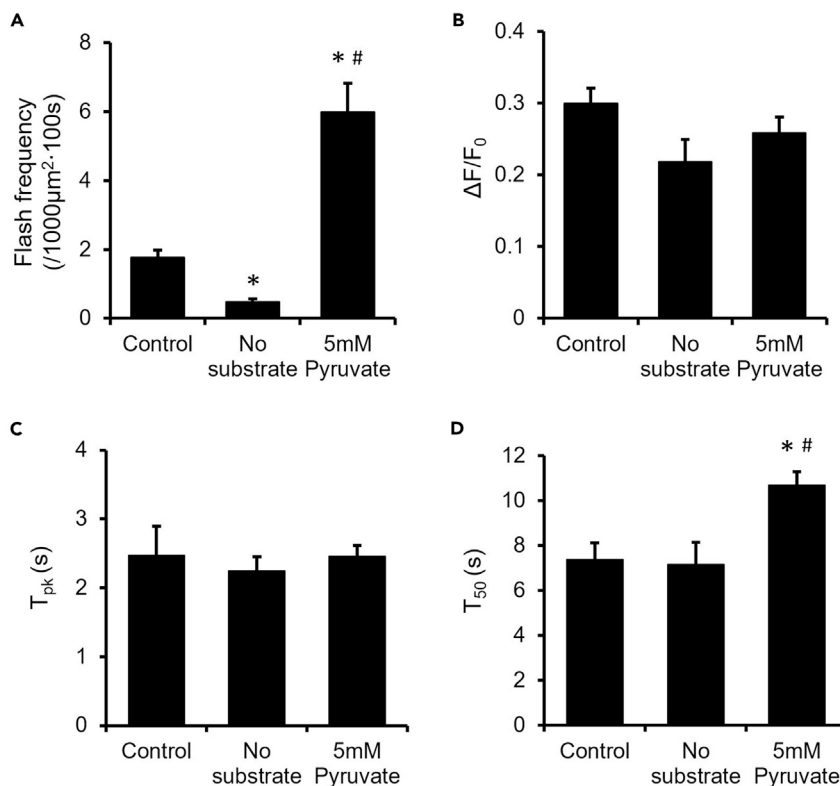 A
Flash frequency
(/1000µm²·100s)
8
6
4
2
0
* #
*
Control
No
substrate
5mM
Pyruvate
B
ΔF/F₀
0.4
0.3
0.2
0.1
0
Control
No
substrate
5mM
Pyruvate
C
Tpk (s)
4
3
2
1
0
Control
No
substrate
5mM
Pyruvate
D
T₅₀ (s)
12
10
8
6
4
2
0
* #
Control
No
substrate
5mM
Pyruvate